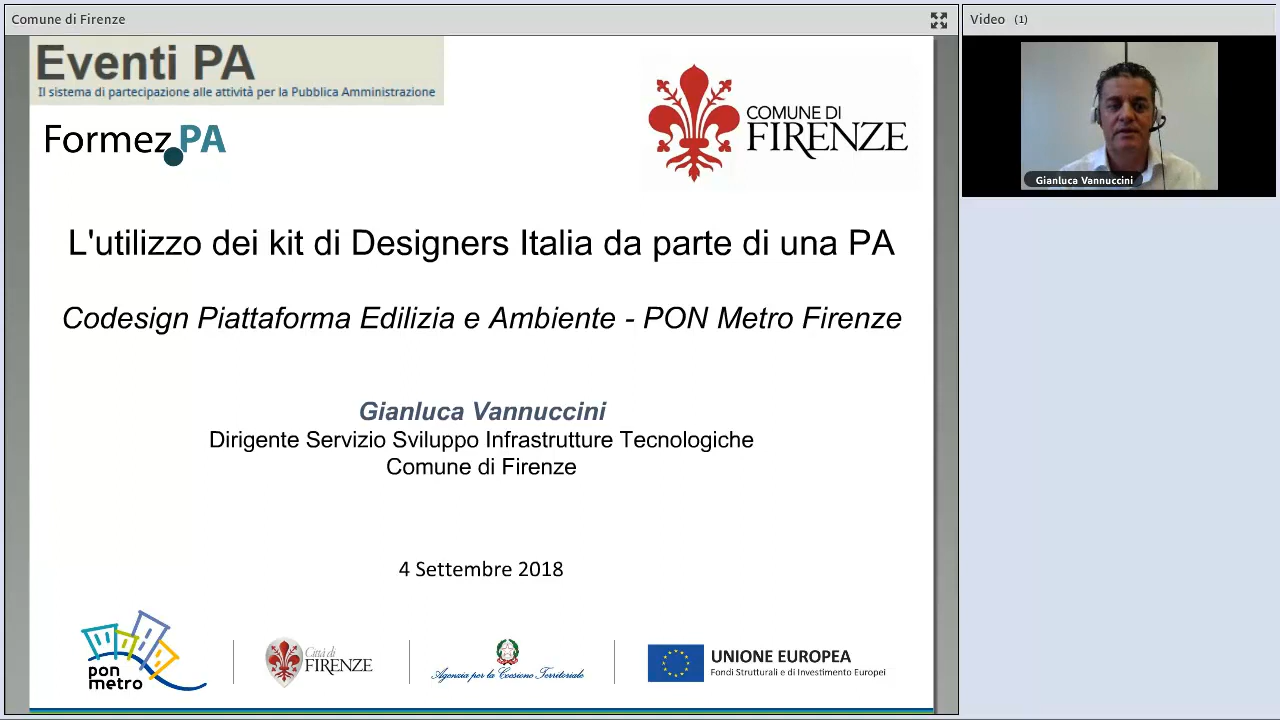 Comune di Firenze
Video (1)
Eventi PA
Il sistema di partecipazione alle attività per la Pubblica Amministrazione
Formez PA
COMUNE DI
FIRENZE
Gianluca Vannuccini
L'utilizzo dei kit di Designers Italia da parte di una PA
Codesign Piattaforma Edilizia e Ambiente - PON Metro Firenze
Gianluca Vannuccini
Dirigente Servizio Sviluppo Infrastrutture Tecnologiche
Comune di Firenze
4 Settembre 2018
pon
metro
Città di
FIRENZE
Agenzia per la Coesione Territoriale
UNIONE EUROPEA
Fondi Strutturali e di Investimento Europei